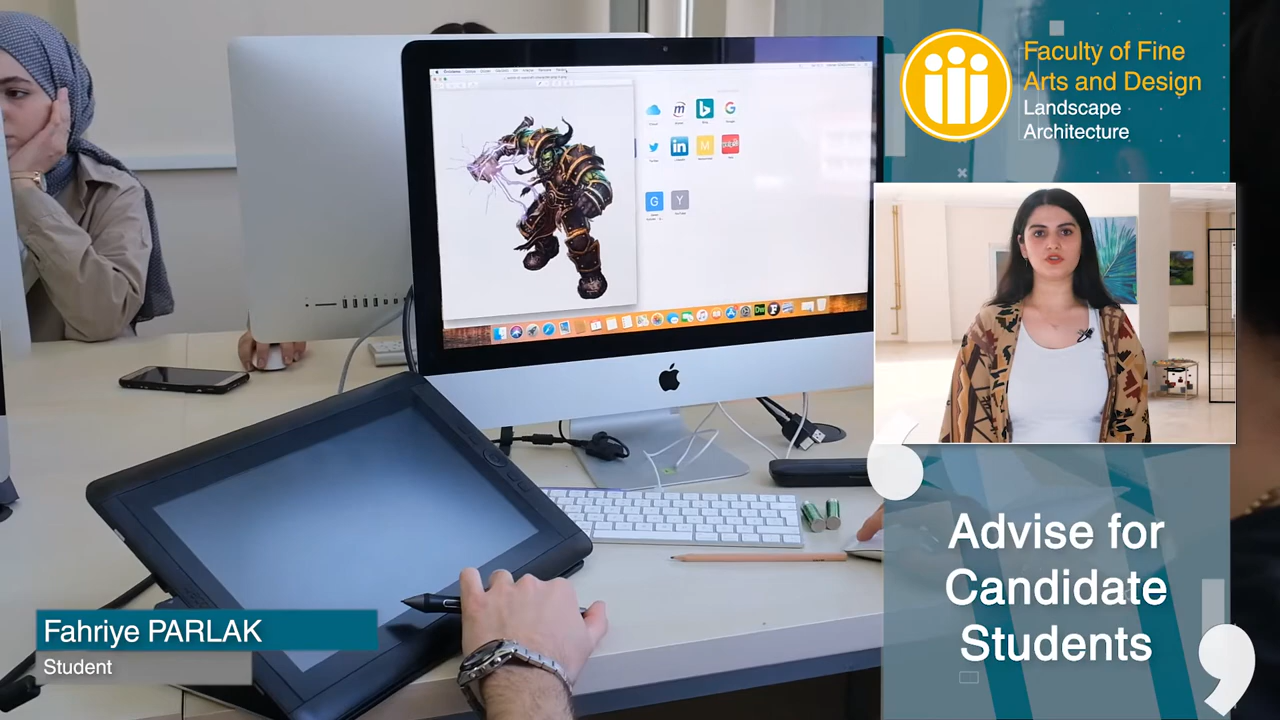 Faculty of Fine
Arts and Design
Landscape
Architecture
Advise for
Candidate
Students
Fahriye PARLAK
Student